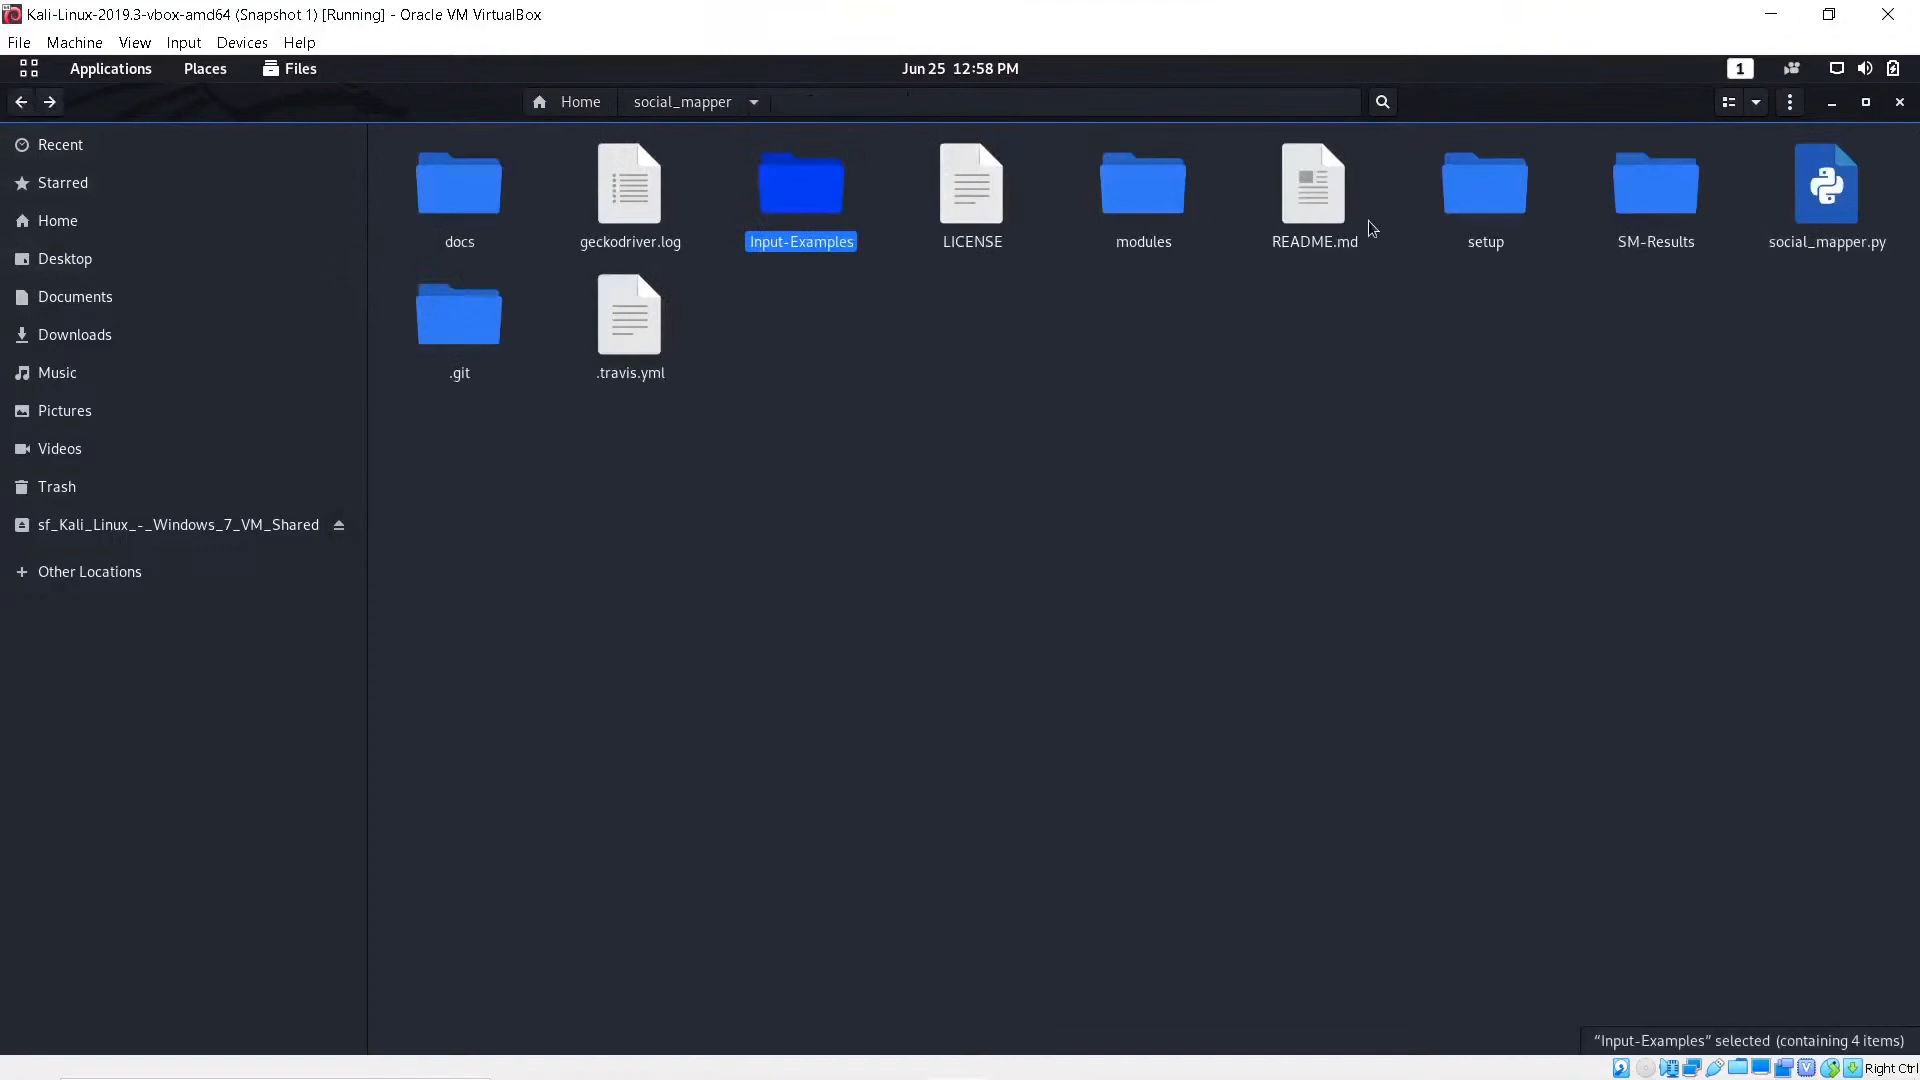 Kali-Linux-2019.3-vbox-amd64 (Snapshot 1) [Running] - Oracle VM VirtualBox
File Machine View Input Devices Help
Applications Places Files Jun 25 12:58 PM 1
Home social_mapper
Recent
Starred
Home
Desktop
Documents
Downloads
Music
Pictures
Videos
Trash
sf_Kali_Linux_-_Windows_7_VM_Shared
Other Locations
docs geckodriver.log Input-Examples LICENSE modules README.md setup SM-Results social_mapper.py
.git .travis.yml
"Input-Examples" selected (containing 4 items)
Right Ctrl